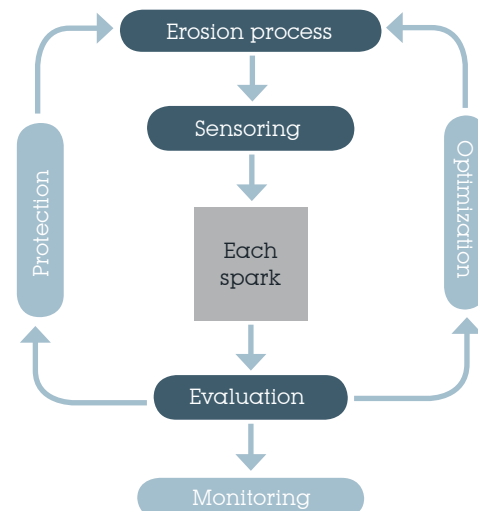 Erosion process
Sensoring
Protection
Optimization
Each
spark
Evaluation
Monitoring